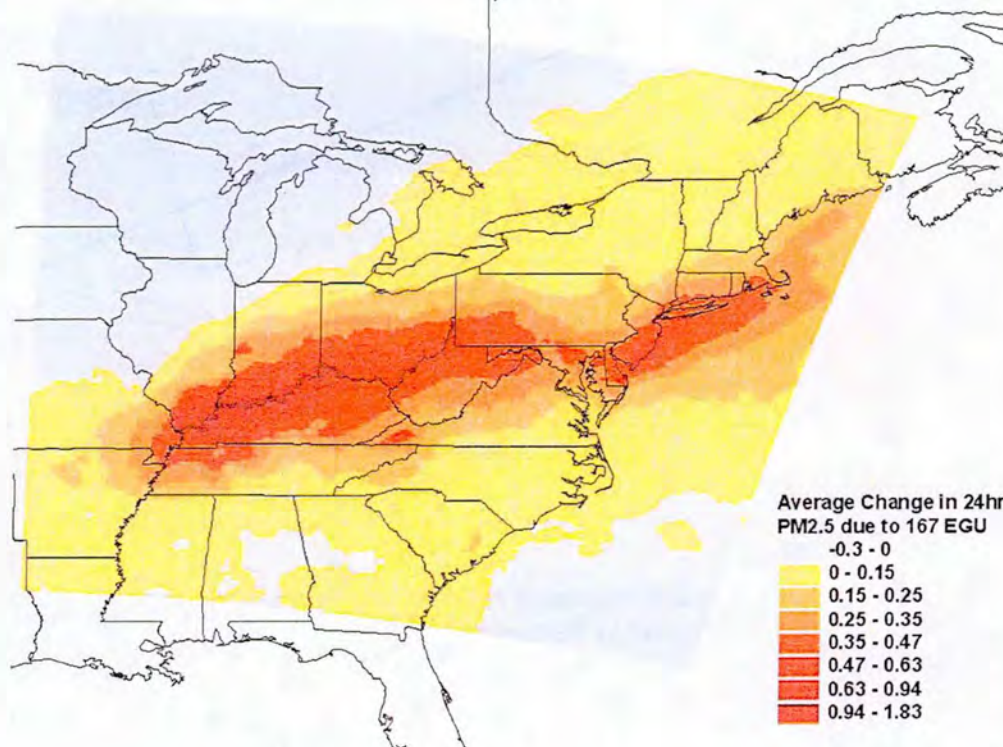 Average Change in 24hr
PM2.5 due to 167 EGU
-0.3 - 0
0 - 0.15
0.15 - 0.25
0.25 - 0.35
0.35 - 0.47
0.47 - 0.63
0.63 - 0.94
0.94 - 1.83